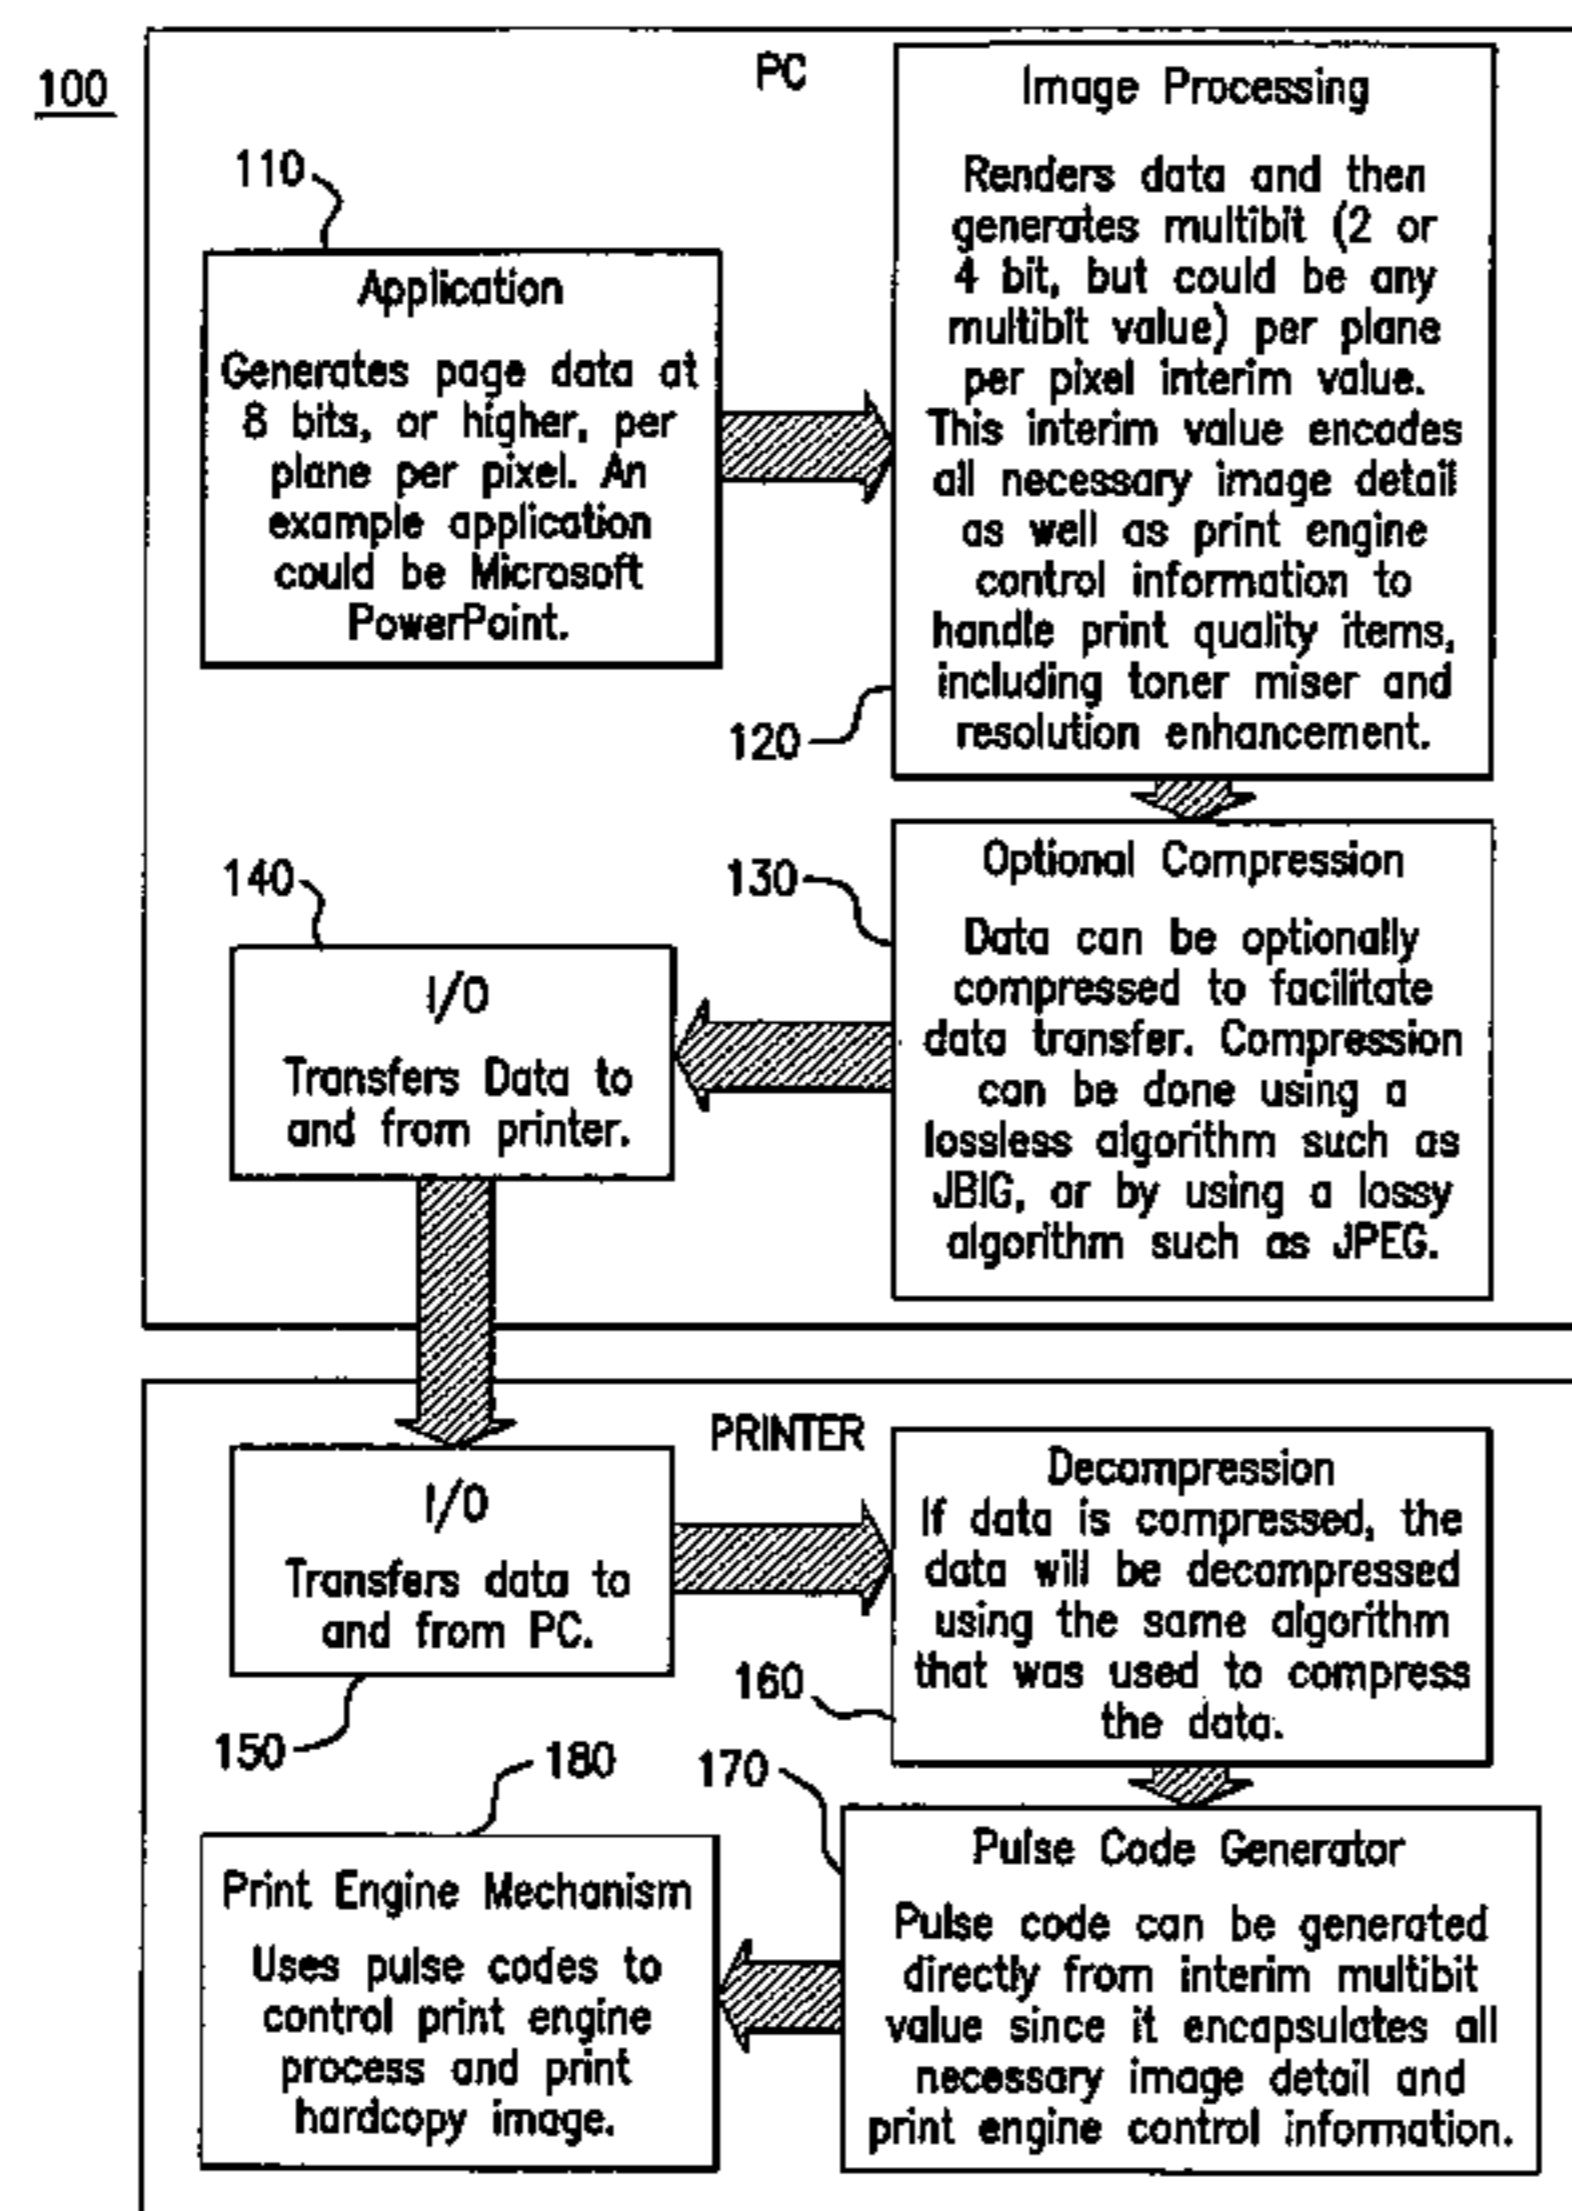 100
PC
110
Application
Generates page data at
8 bits, or higher, per
plane per pixel. An
example application
could be Microsoft
PowerPoint.
Image Processing
Renders data and then
generates multibit (2 or
4 bit, but could be any
multibit value) per plane
per pixel interim value.
This interim value encodes
all necessary image detail
as well as print engine
control information to
handle print quality items,
including toner miser and
resolution enhancement.
120
130
Optional Compression
Data can be optionally
compressed to facilitate
data transfer. Compression
can be done using a
lossless algorithm such as
JBIG, or by using a lossy
algorithm such as JPEG.
140
I/O
Transfers Data to
and from printer.
PRINTER
I/O
Transfers data to
and from PC.
150
Decompression
If data is compressed, the
data will be decompressed
using the same algorithm
that was used to compress
the data.
160
170
Pulse Code Generator
Pulse code can be generated
directly from interim multibit
value since it encapsulates all
necessary image detail and
print engine control information.
180
Print Engine Mechanism
Uses pulse codes to
control print engine
process and print
hardcopy image.